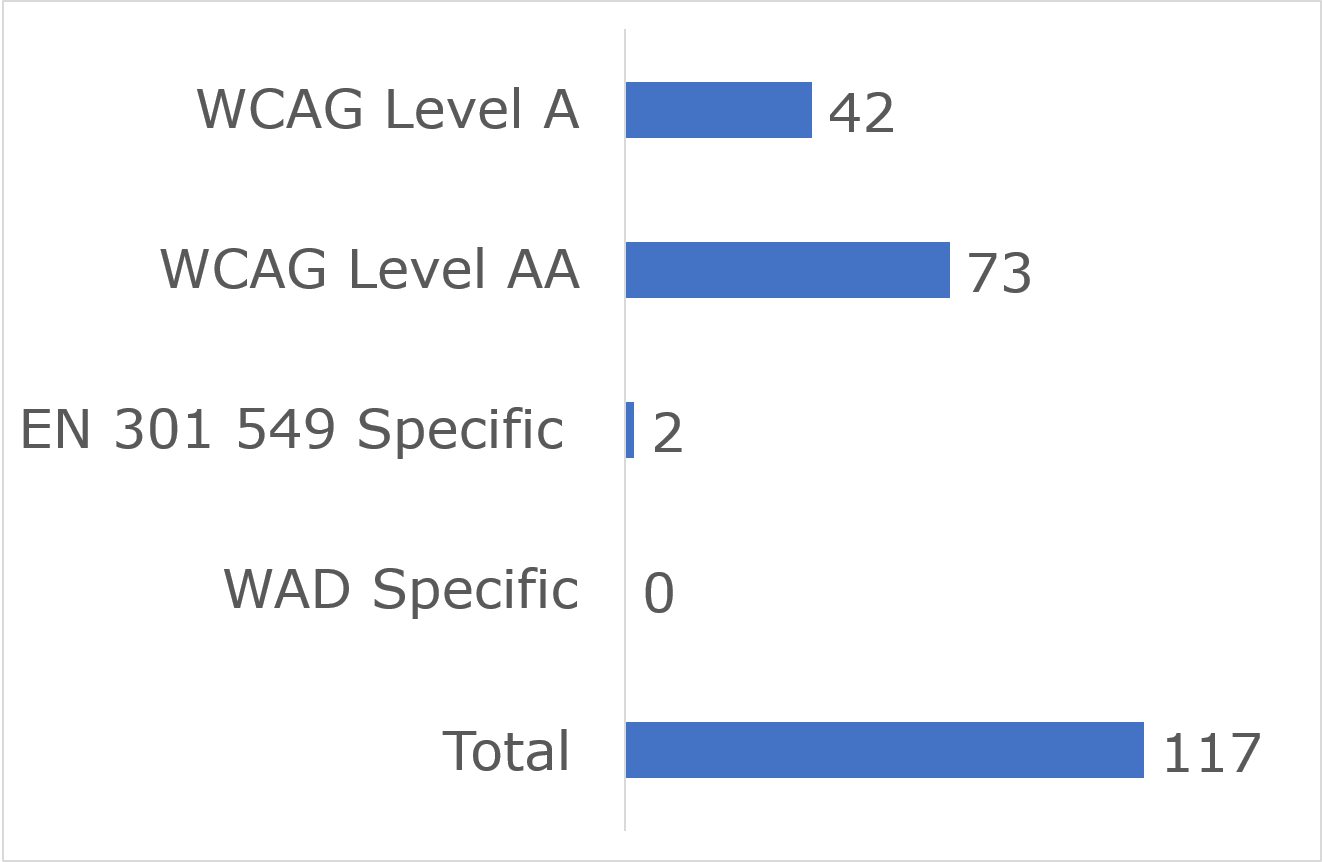 WCAG Level A 42
WCAG Level AA 73
EN 301 549 Specific 2
WAD Specific 0
Total 117